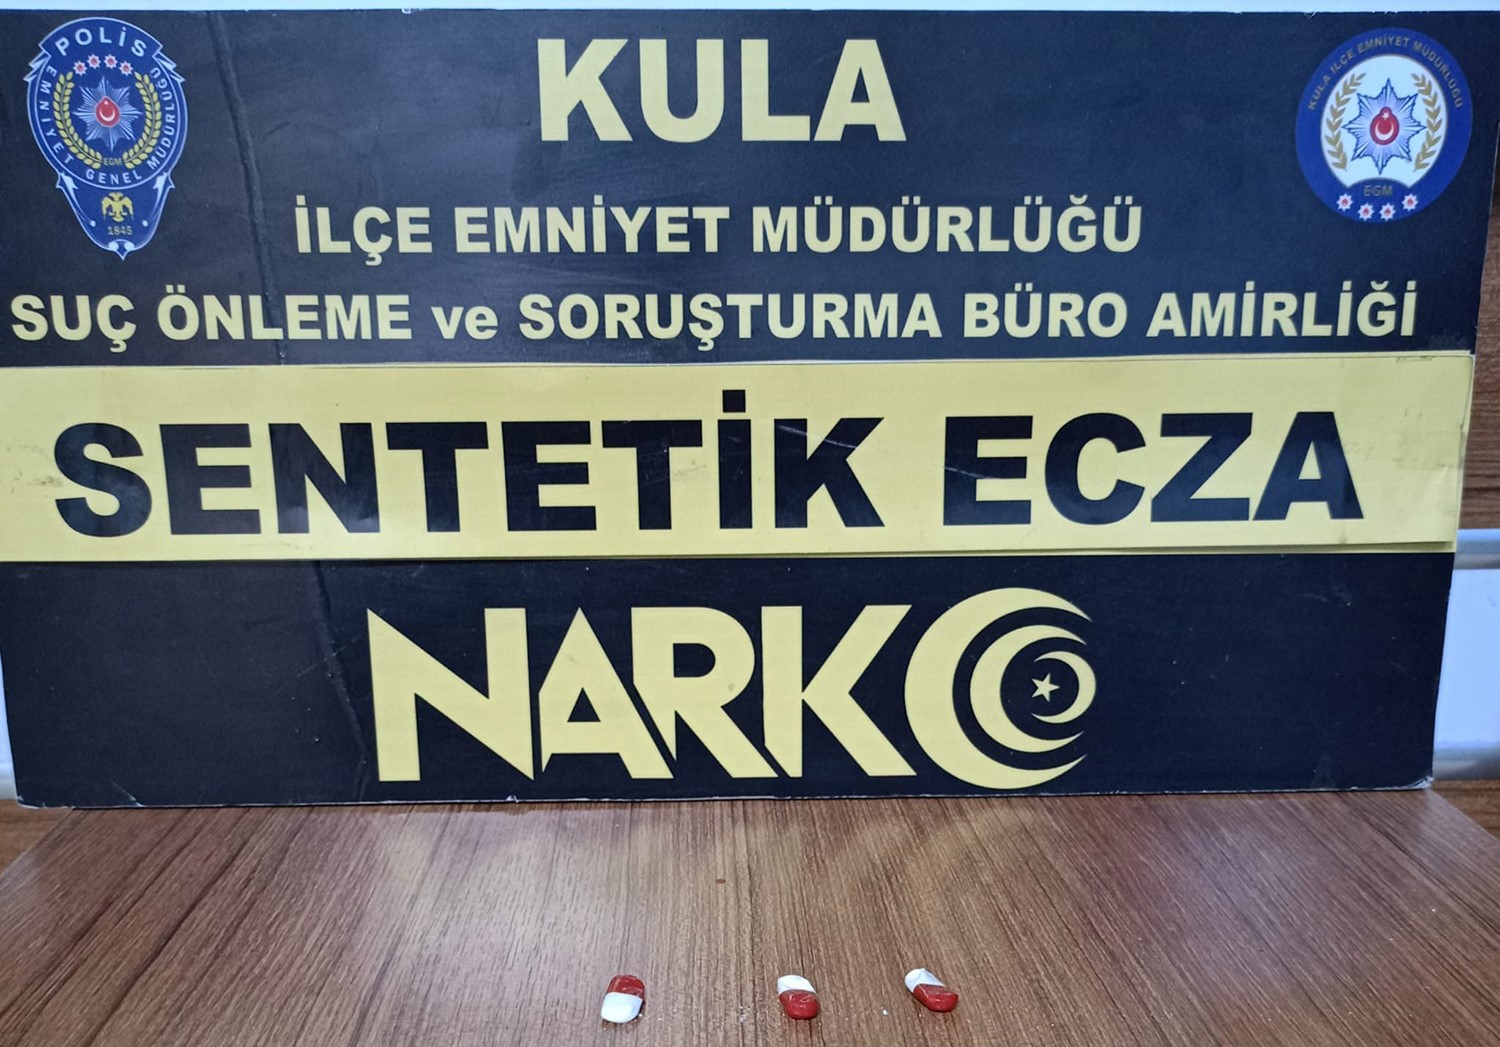 POLİS
EMNİYET GENEL MÜDÜRLÜĞÜ
EGM
1845
KULA
KULA İLÇE EMNİYET MÜDÜRLÜĞÜ
EGM
İLÇE EMNİYET MÜDÜRLÜĞÜ
SUÇ ÖNLEME ve SORUŞTURMA BÜRO AMİRLİĞİ
SENTETİK ECZA
NARKO